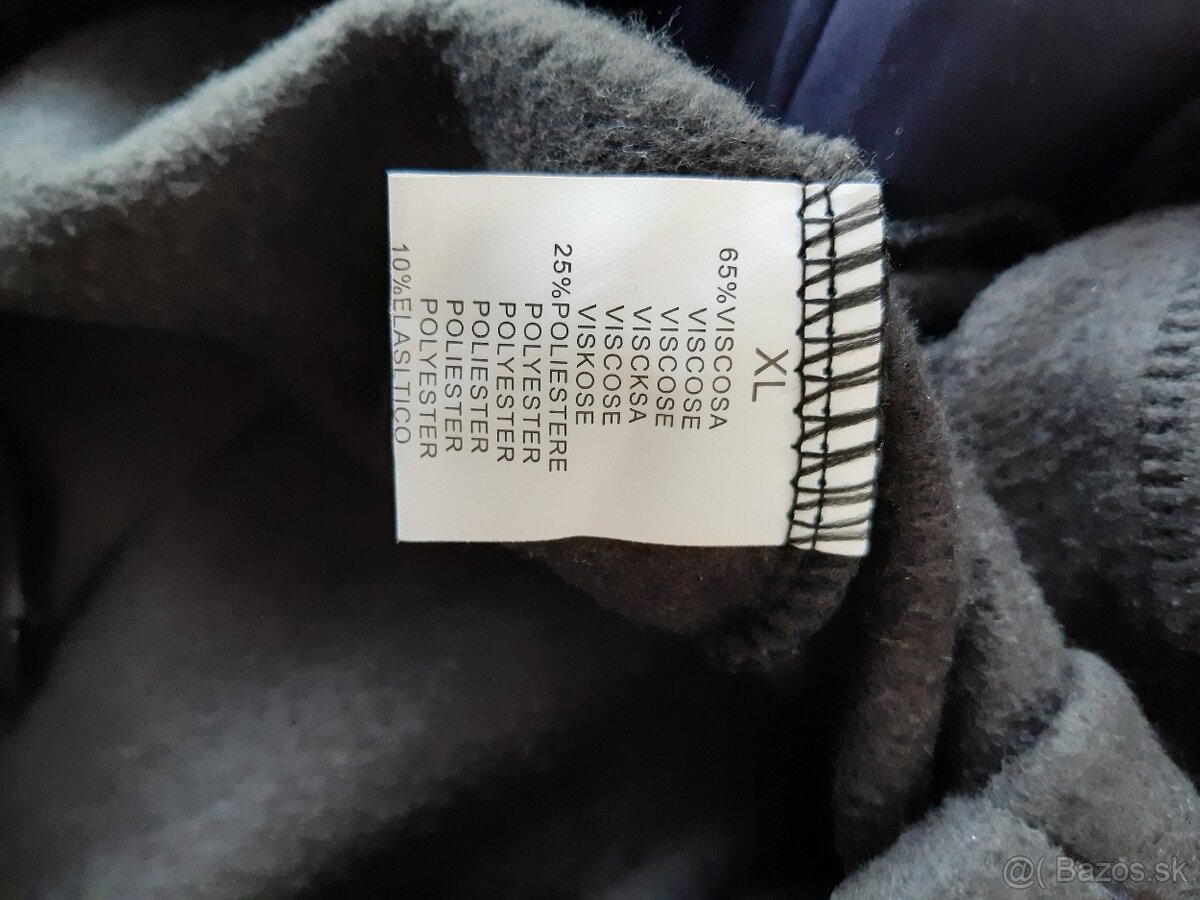 XL
65%VISCOSA
VISCOSE
VISCOSE
VISCOSE
VISCKSA
VISCOSE
VISKOSE
25%POLIESTERE
POLYESTER
POLYESTER
POLIESTER
POLIESTER
POLYESTER
10%ELASITICO
@( Bazos.sk